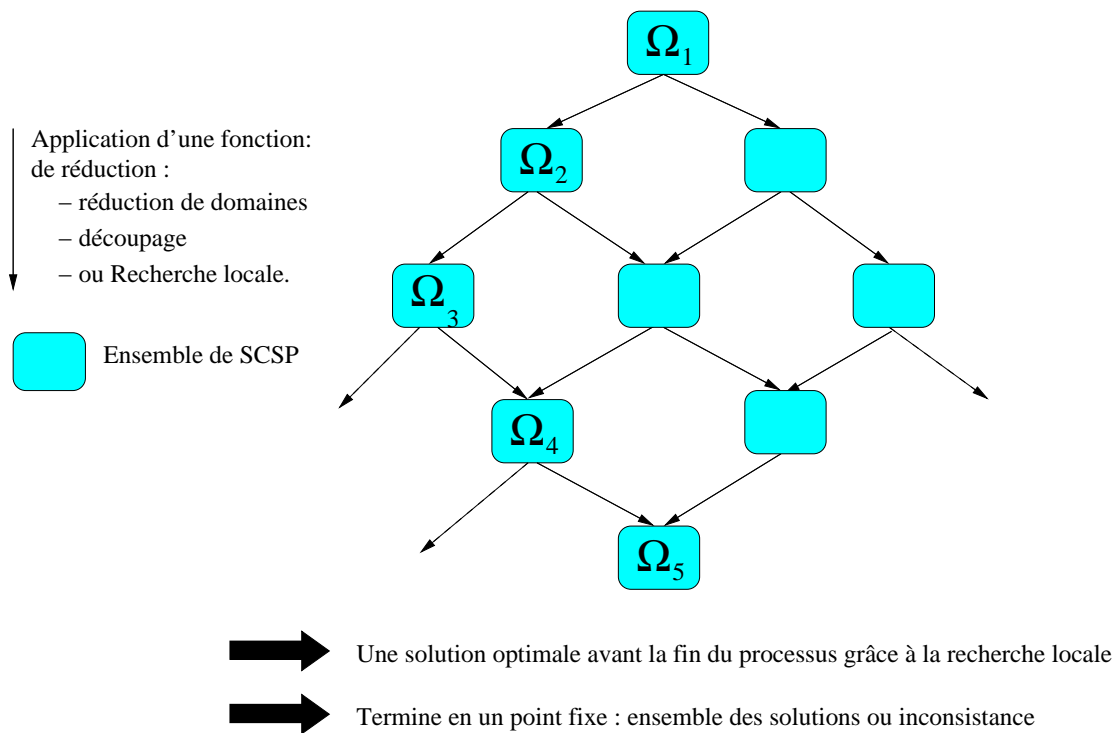 Ω1
Application d'une fonction:
de réduction :
– réduction de domaines
Ω2
– découpage
– ou Recherche locale.
Ω3
Ensemble de SCSP
Ω4
Ω5
Une solution optimale avant la fin du processus grâce à la recherche locale
Termine en un point fixe : ensemble des solutions ou inconsistance